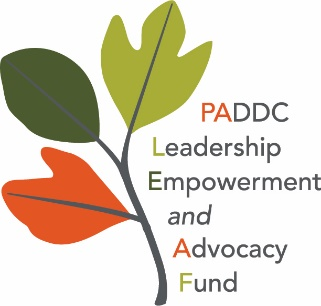 PADDC
Leadership
Empowerment
and
Advocacy
Fund